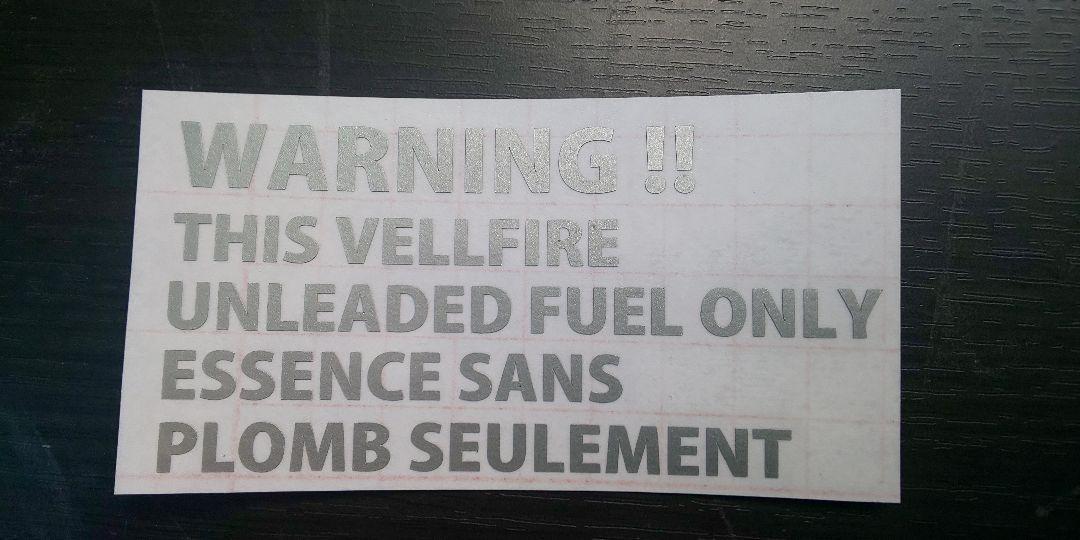 WARNING !!
THIS VELLFIRE
UNLEADED FUEL ONLY
ESSENCE SANS
PLOMB SEULEMENT